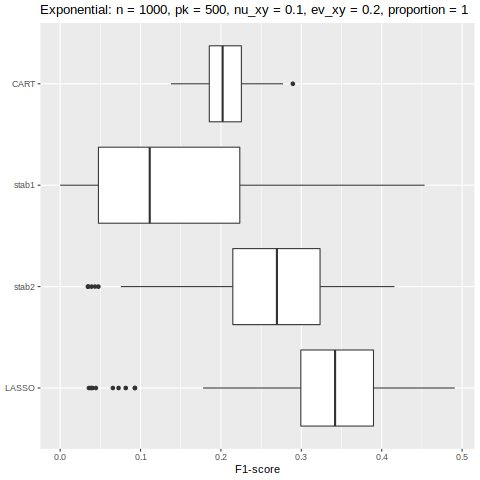 Exponential: n = 1000, pk = 500, nu_xy = 0.1, ev_xy = 0.2, proportion = 1
CART
stab1
stab2
LASSO
0.0 0.1 0.2 0.3 0.4 0.5
F1-score